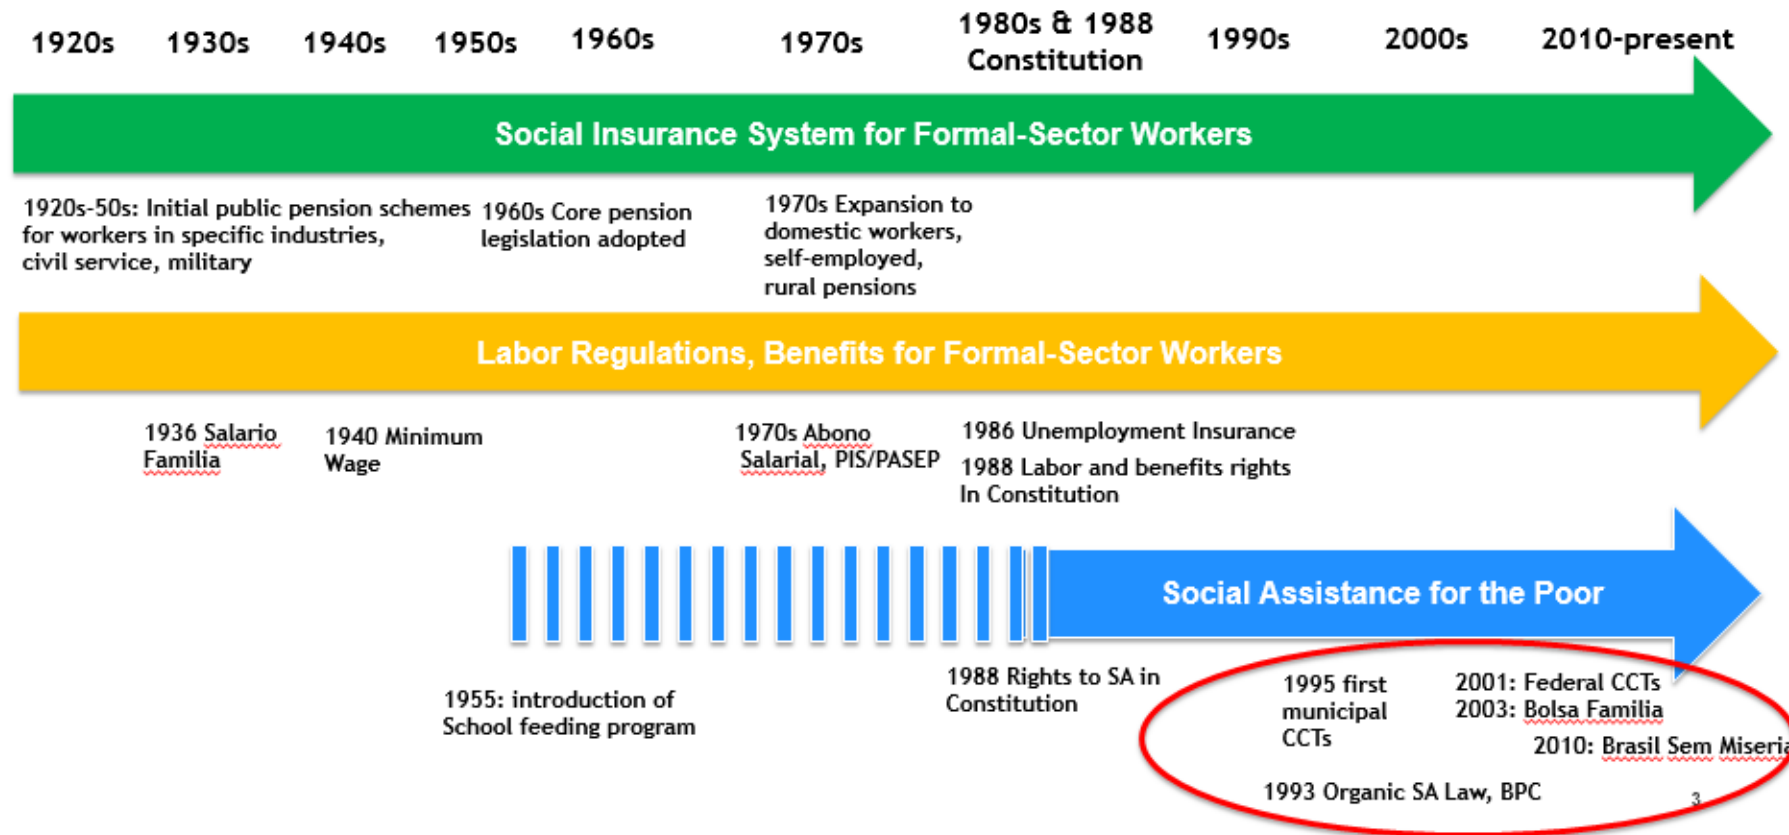 1920s 1930s 1940s 1950s 1960s 1970s 1980s & 1988 Constitution 1990s 2000s 2010-present
Social Insurance System for Formal-Sector Workers
1920s-50s: Initial public pension schemes
for workers in specific industries,
civil service, military
1960s Core pension
legislation adopted
1970s Expansion to
domestic workers,
self-employed,
rural pensions
Labor Regulations, Benefits for Formal-Sector Workers
1936 Salario
Familia
1940 Minimum
Wage
1970s Abono
Salarial, PIS/PASEP
1986 Unemployment Insurance
1988 Labor and benefits rights
In Constitution
Social Assistance for the Poor
1955: introduction of
School feeding program
1988 Rights to SA in
Constitution
1995 first
municipal
CCTs
2001: Federal CCTs
2003: Bolsa Familia
2010: Brasil Sem Miseria
1993 Organic SA Law, BPC
3